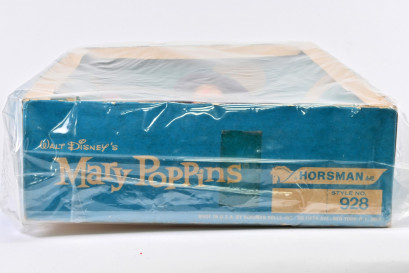 WALT DISNEY'S
Mary Poppins
HORSMAN
STYLE NO.
928